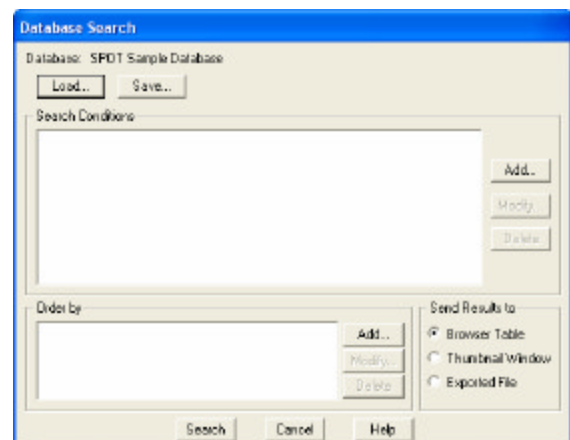 Database Search
Database: SPOT Sample Database
Load... Save...
Search Conditions
Add...
Modify...
Delete
Order by
Add...
Modify...
Delete
Send Results to
Browser Table
Thumbnail Window
Exported File
Search Cancel Help